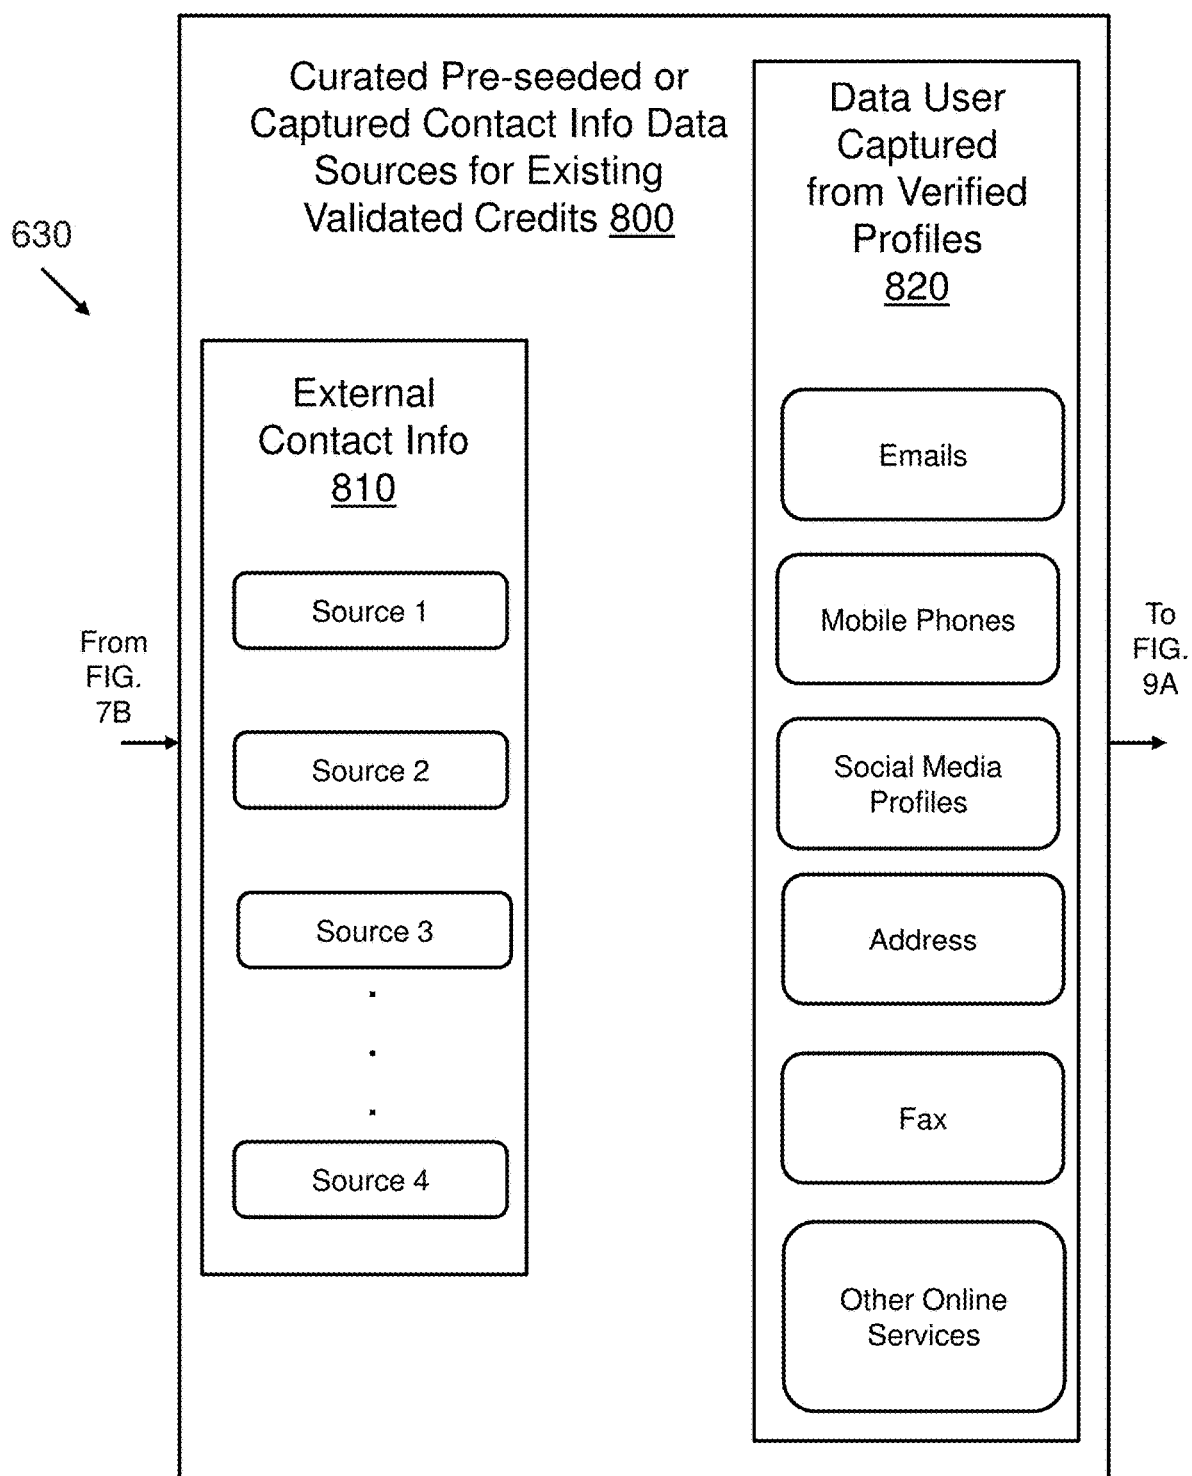 Curated Pre-seeded or
Captured Contact Info Data
Sources for Existing
Validated Credits 800
630
External
Contact Info
810
Source 1
Source 2
Source 3
.
.
.
Source 4
From
FIG.
7B
Data User
Captured
from Verified
Profiles
820
Emails
Mobile Phones
Social Media
Profiles
Address
Fax
Other Online
Services
To
FIG.
9A